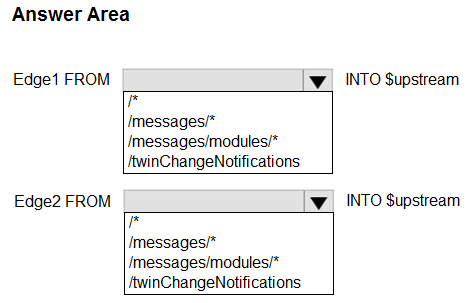 Answer Area
Edge1 FROM INTO $upstream
/*
/messages/*
/messages/modules/*
/twinChangeNotifications
Edge2 FROM INTO $upstream
/*
/messages/*
/messages/modules/*
/twinChangeNotifications